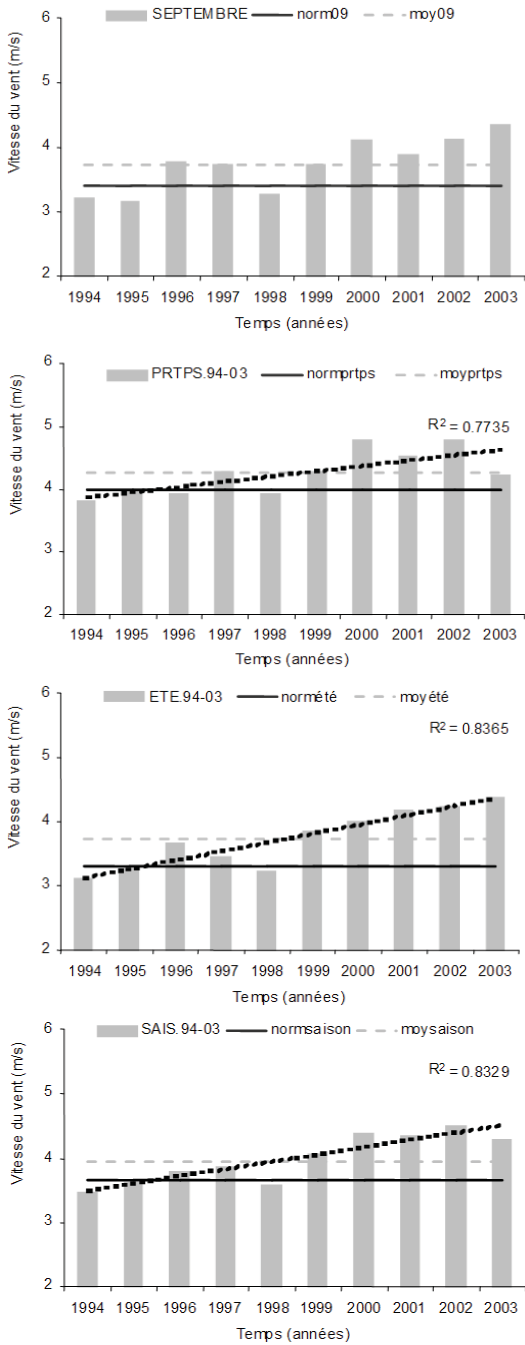 SEPTEMBRE norm09 moy09
Vitesse du vent (m/s)
6
5
4
3
2
1994 1995 1996 1997 1998 1999 2000 2001 2002 2003
Temps (années)
PRTPS.94-03 normprtps moyprtps
R² = 0.7735
Vitesse du vent (m/s)
6
5
4
3
2
1994 1995 1996 1997 1998 1999 2000 2001 2002 2003
Temps (années)
ETE.94-03 normété moyété
R² = 0.8365
Vitesse du vent (m/s)
6
5
4
3
2
1994 1995 1996 1997 1998 1999 2000 2001 2002 2003
Temps (années)
SAIS.94-03 normsaison moysaison
R² = 0.8329
Vitesse du vent (m/s)
6
5
4
3
2
1994 1995 1996 1997 1998 1999 2000 2001 2002 2003
Temps (années)